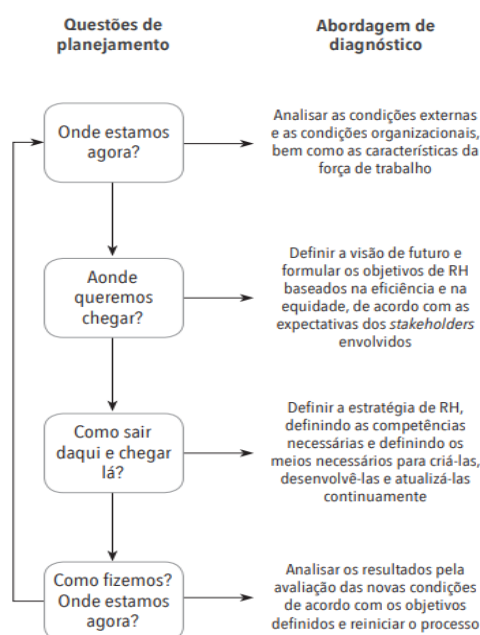 Questões de
planejamento
Abordagem de
diagnóstico
Onde estamos
agora?
Analisar as condições externas
e as condições organizacionais,
bem como as características da
força de trabalho
Aonde
queremos
chegar?
Definir a visão de futuro e
formular os objetivos de RH
baseados na eficiência e na
equidade, de acordo com as
expectativas dos stakeholders
envolvidos
Como sair
daqui e chegar
lá?
Definir a estratégia de RH,
definindo as competências
necessárias e definindo os
meios necessários para criá-las,
desenvolvê-las e atualizá-las
continuamente
Como fizemos?
Onde estamos
agora?
Analisar os resultados pela
avaliação das novas condições
de acordo com os objetivos
definidos e reiniciar o processo